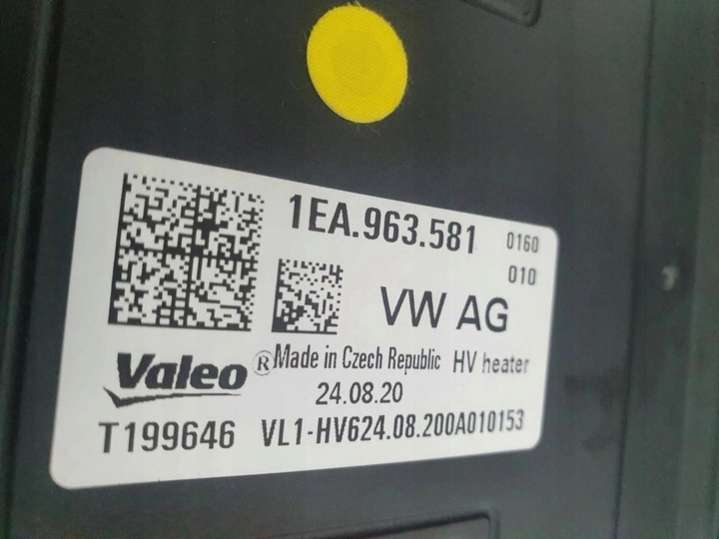 1EA.963.581 0160
010
VW AG
Valeo ® Made in Czech Republic HV heater
24.08.20
T199646 VL1-HV624.08.200A010153